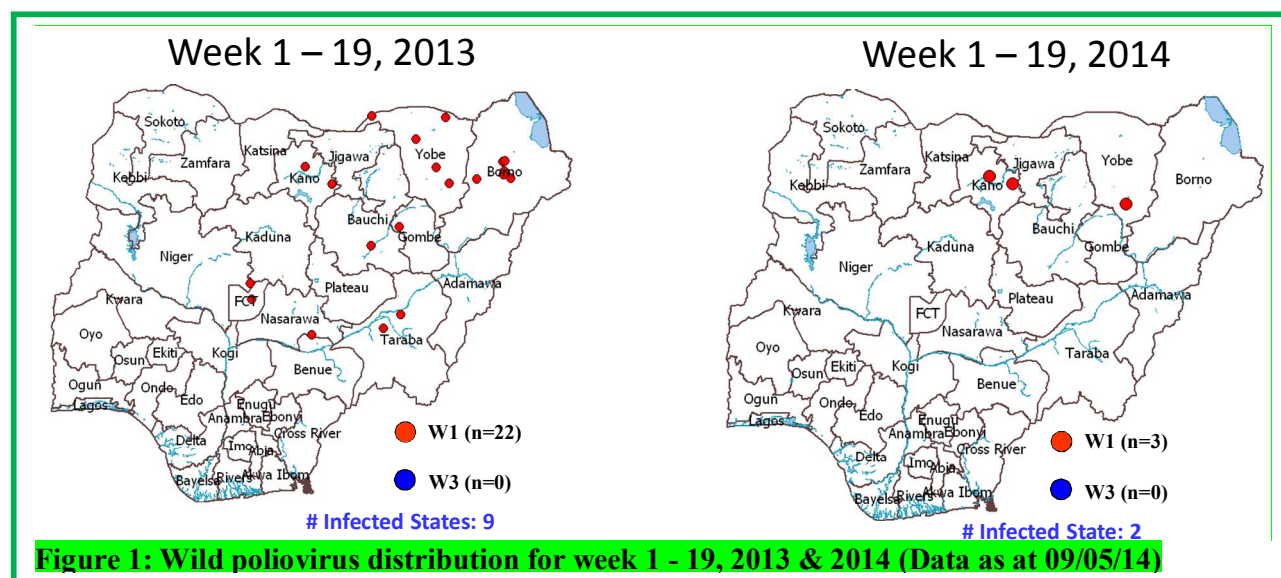 Week 1 – 19, 2013
Sokoto
Katsina
Jigawa
Yobe
Zamfara
Kebbi
Kano
Borno
Bauchi
Gombe
Kaduna
Niger
Plateau
Adamawa
Kwara
FCT
Nasarawa
Taraba
Oyo
Kogi
Ekiti
Osun
Benue
Ogun
Ondo
Edo
Lagos
Enugu
Anambra
Ebonyi
Cross River
Delta
Imo
Abia
Bayelsa
Rivers
Akwa Ibom
W1 (n=22)
W3 (n=0)
# Infected States: 9
Week 1 – 19, 2014
Sokoto
Katsina
Jigawa
Yobe
Zamfara
Kebbi
Kano
Borno
Bauchi
Gombe
Kaduna
Niger
Plateau
Adamawa
Kwara
FCT
Nasarawa
Taraba
Oyo
Kogi
Ekiti
Osun
Benue
Ogun
Ondo
Edo
Lagos
Enugu
Anambra
Ebonyi
Cross River
Delta
Imo
Abia
Bayelsa
Rivers
Akwa Ibom
W1 (n=3)
W3 (n=0)
# Infected State: 2
Figure 1: Wild poliovirus distribution for week 1 - 19, 2013 & 2014 (Data as at 09/05/14)